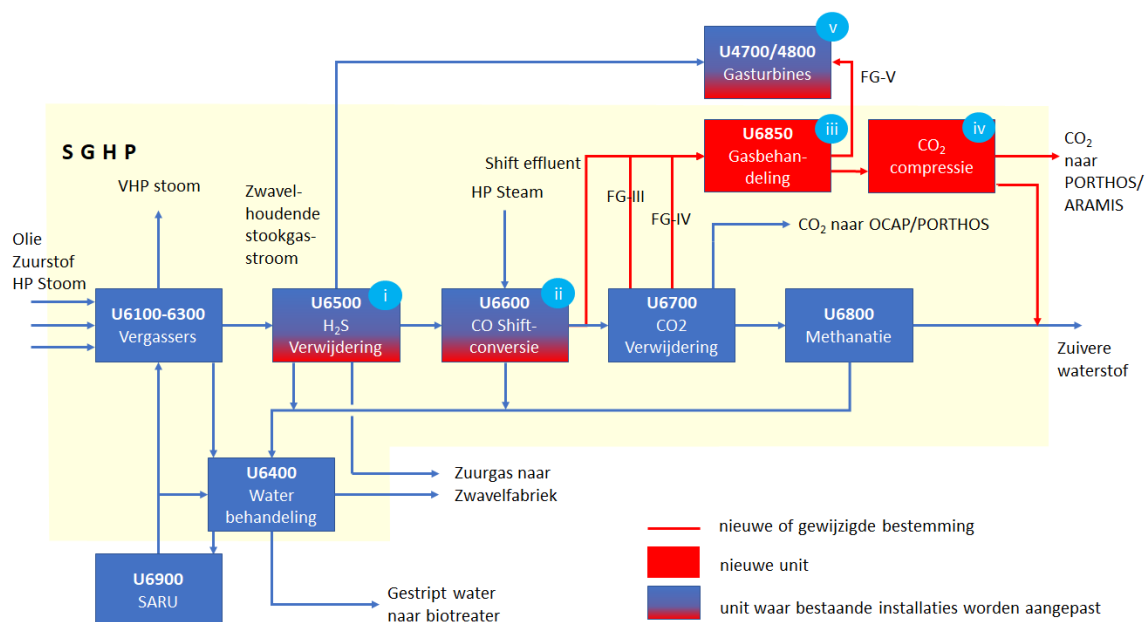 v
U4700/4800
Gasturbines
FG-V
SGHP
VHP stoom
Zwavel-
houdende
stookgas-
stroom
Shift effluent
HP Steam
FG-III
FG-IV
iii
U6850
Gasbehan-
deling
iv
CO₂
compressie
CO₂
naar
PORTHOS/
ARAMIS
CO₂ naar OCAP/PORTHOS
Olie
Zuurstof
HP Stoom
U6100-6300
Vergassers
i
U6500
H₂S
Verwijdering
ii
U6600
CO Shift-
conversie
U6700
CO2
Verwijdering
U6800
Methanatie
Zuivere
waterstof
U6400
Water
behandeling
Zuurgas naar
Zwavelfabriek
U6900
SARU
Gestript water
naar biotreater
nieuwe of gewijzigde bestemming
nieuwe unit
unit waar bestaande installaties worden aangepast